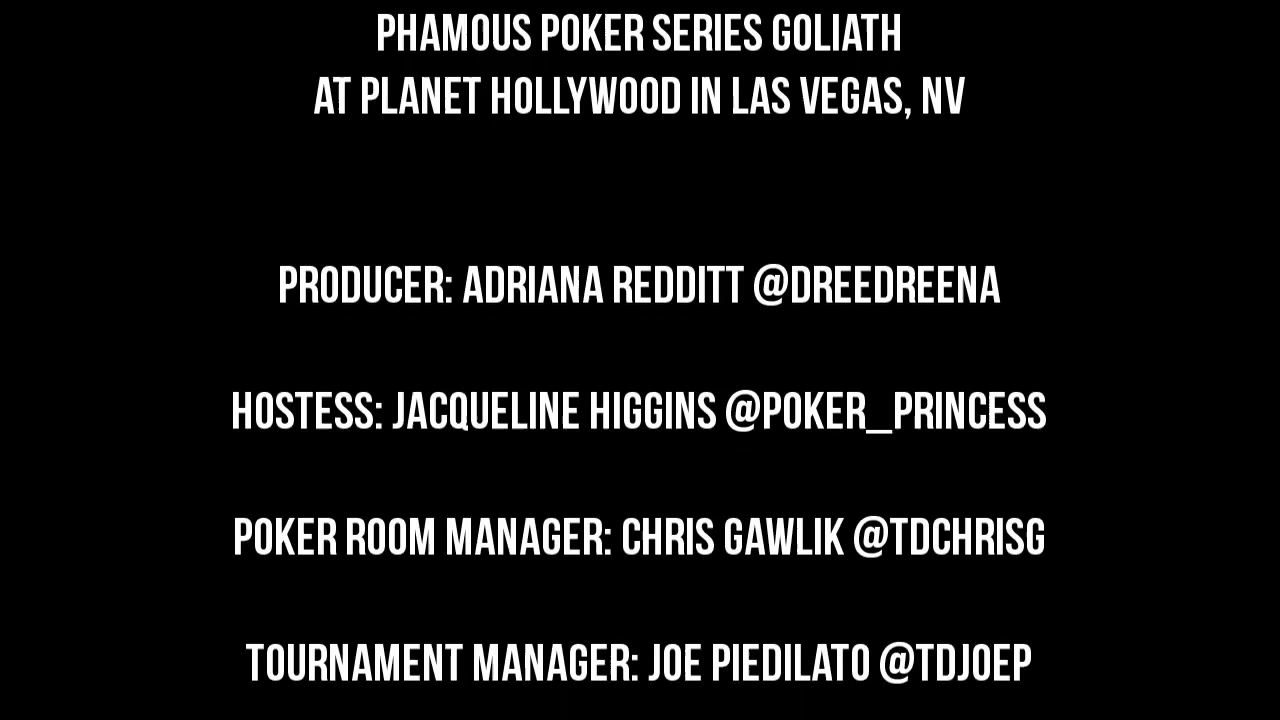 PHAMOUS POKER SERIES GOLIATH
AT PLANET HOLLYWOOD IN LAS VEGAS, NV
PRODUCER: ADRIANA REDDITT @DREEDREENA
HOSTESS: JACQUELINE HIGGINS @POKER_PRINCESS
POKER ROOM MANAGER: CHRIS GAWLIK @TDCHRISG
TOURNAMENT MANAGER: JOE PIEDILATO @TDJOEP